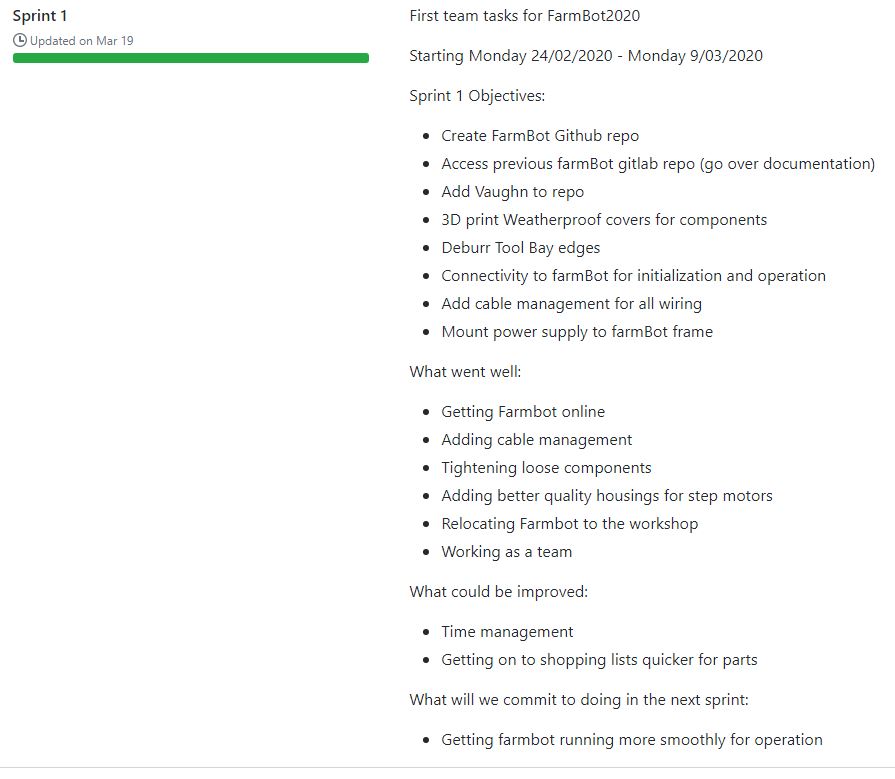 Sprint 1
Updated on Mar 19
First team tasks for FarmBot2020
Starting Monday 24/02/2020 - Monday 9/03/2020
Sprint 1 Objectives:
Create FarmBot Github repo
Access previous farmBot gitlab repo (go over documentation)
Add Vaughn to repo
3D print Weatherproof covers for components
Deburr Tool Bay edges
Connectivity to farmBot for initialization and operation
Add cable management for all wiring
Mount power supply to farmBot frame
What went well:
Getting Farmbot online
Adding cable management
Tightening loose components
Adding better quality housings for step motors
Relocating Farmbot to the workshop
Working as a team
What could be improved:
Time management
Getting on to shopping lists quicker for parts
What will we commit to doing in the next sprint:
Getting farmbot running more smoothly for operation